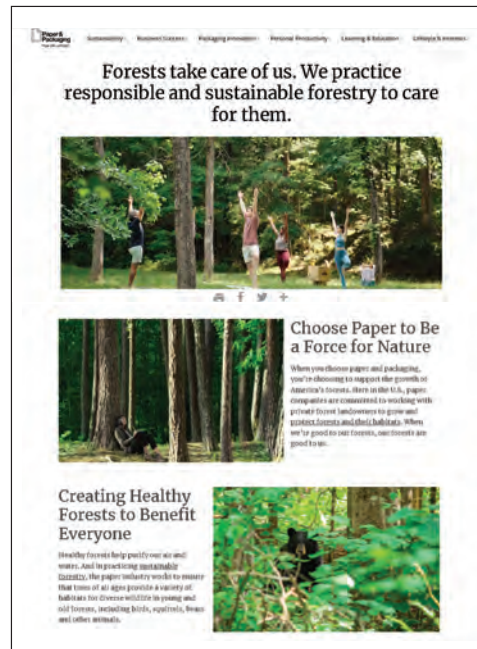 Paper &
Packaging
Sustainability
Business Success
Packaging Innovation
Personal Productivity
Learning & Education
Lifestyle & Interests
Forests take care of us. We practice
responsible and sustainable forestry to care
for them.
Choose Paper to Be
a Force for Nature
When you choose paper and packaging,
you're choosing to support the growth of
America's forests. Here in the U.S., paper
companies are committed to working with
private forest landowners to grow and
protect forests and their habitats. When
we're good to our forests, our forests are
good to us.
Creating Healthy
Forests to Benefit
Everyone
Healthy forests help purify our air and
water. And in practicing sustainable
forestry, the paper industry works to ensure
that trees of all ages provide a variety of
habitats for diverse wildlife in young and
old forests, including birds, squirrels, bears
and other animals.